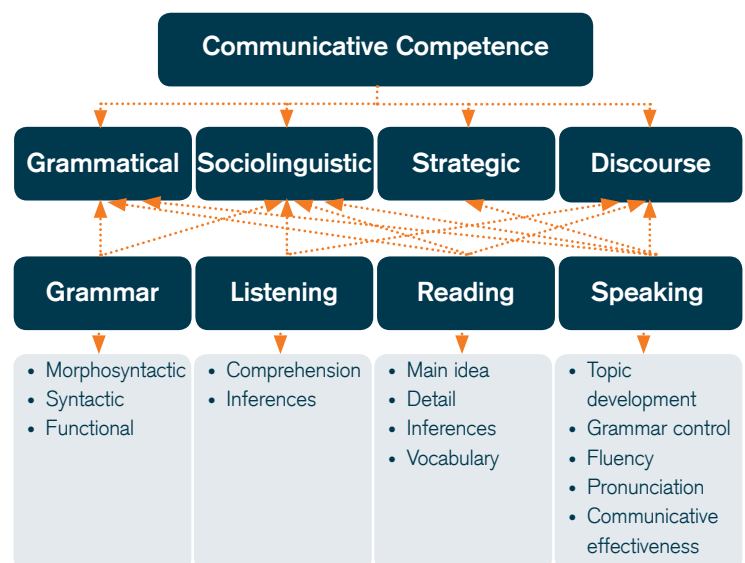 Communicative Competence
Grammatical
Sociolinguistic
Strategic
Discourse
Grammar
Listening
Reading
Speaking
• Morphosyntactic
• Syntactic
• Functional
• Comprehension
• Inferences
• Main idea
• Detail
• Inferences
• Vocabulary
• Topic
development
• Grammar control
• Fluency
• Pronunciation
• Communicative
effectiveness